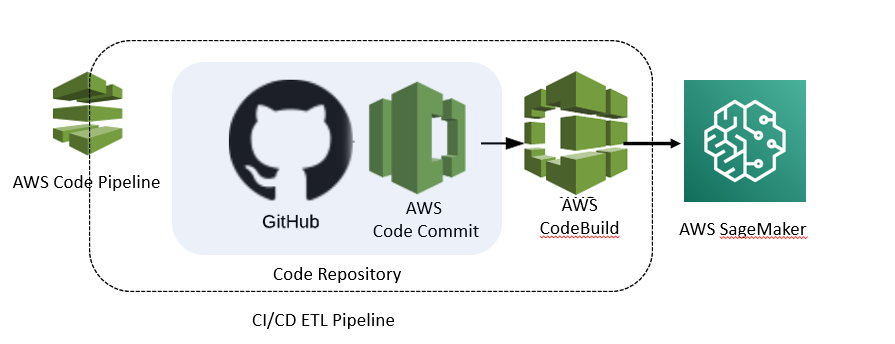 AWS Code Pipeline
GitHub
AWS
Code Commit
AWS
CodeBuild
AWS SageMaker
Code Repository
CI/CD ETL Pipeline